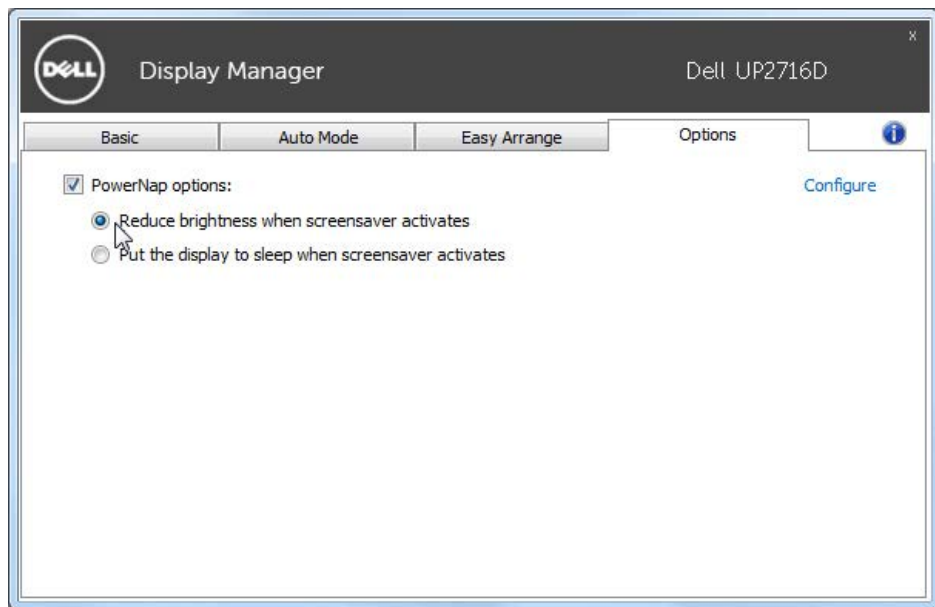 x
DELL Display Manager Dell UP2716D
Basic Auto Mode Easy Arrange Options i
PowerNap options: Configure
Reduce brightness when screensaver activates
Put the display to sleep when screensaver activates